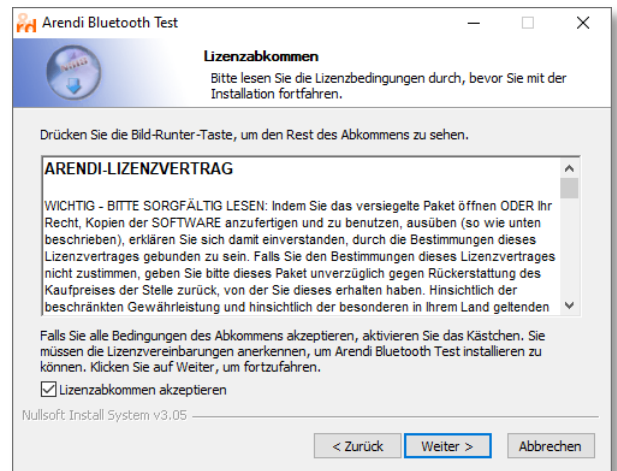 Arendi Bluetooth Test
Lizenzabkommen
Bitte lesen Sie die Lizenzbedingungen durch, bevor Sie mit der
Installation fortfahren.
Drücken Sie die Bild-Runter-Taste, um den Rest des Abkommens zu sehen.
ARENDI-LIZENZVERTRAG
WICHTIG - BITTE SORGFÄLTIG LESEN: Indem Sie das versiegelte Paket öffnen ODER Ihr
Recht, Kopien der SOFTWARE anzufertigen und zu benutzen, ausüben (so wie unten
beschrieben), erklären Sie sich damit einverstanden, durch die Bestimmungen dieses
Lizenzvertrages gebunden zu sein. Falls Sie den Bestimmungen dieses Lizenzvertrages
nicht zustimmen, geben Sie bitte dieses Paket unverzüglich gegen Rückerstattung des
Kaufpreises der Stelle zurück, von der Sie dieses erhalten haben. Hinsichtlich der
beschränkten Gewährleistung und hinsichtlich der besonderen in Ihrem Land geltenden
Falls Sie alle Bedingungen des Abkommens akzeptieren, aktivieren Sie das Kästchen. Sie
müssen die Lizenzvereinbarungen anerkennen, um Arendi Bluetooth Test installieren zu
können. Klicken Sie auf Weiter, um fortzufahren.
Lizenzabkommen akzeptieren
Nullsoft Install System v3.05
< Zurück Weiter > Abbrechen